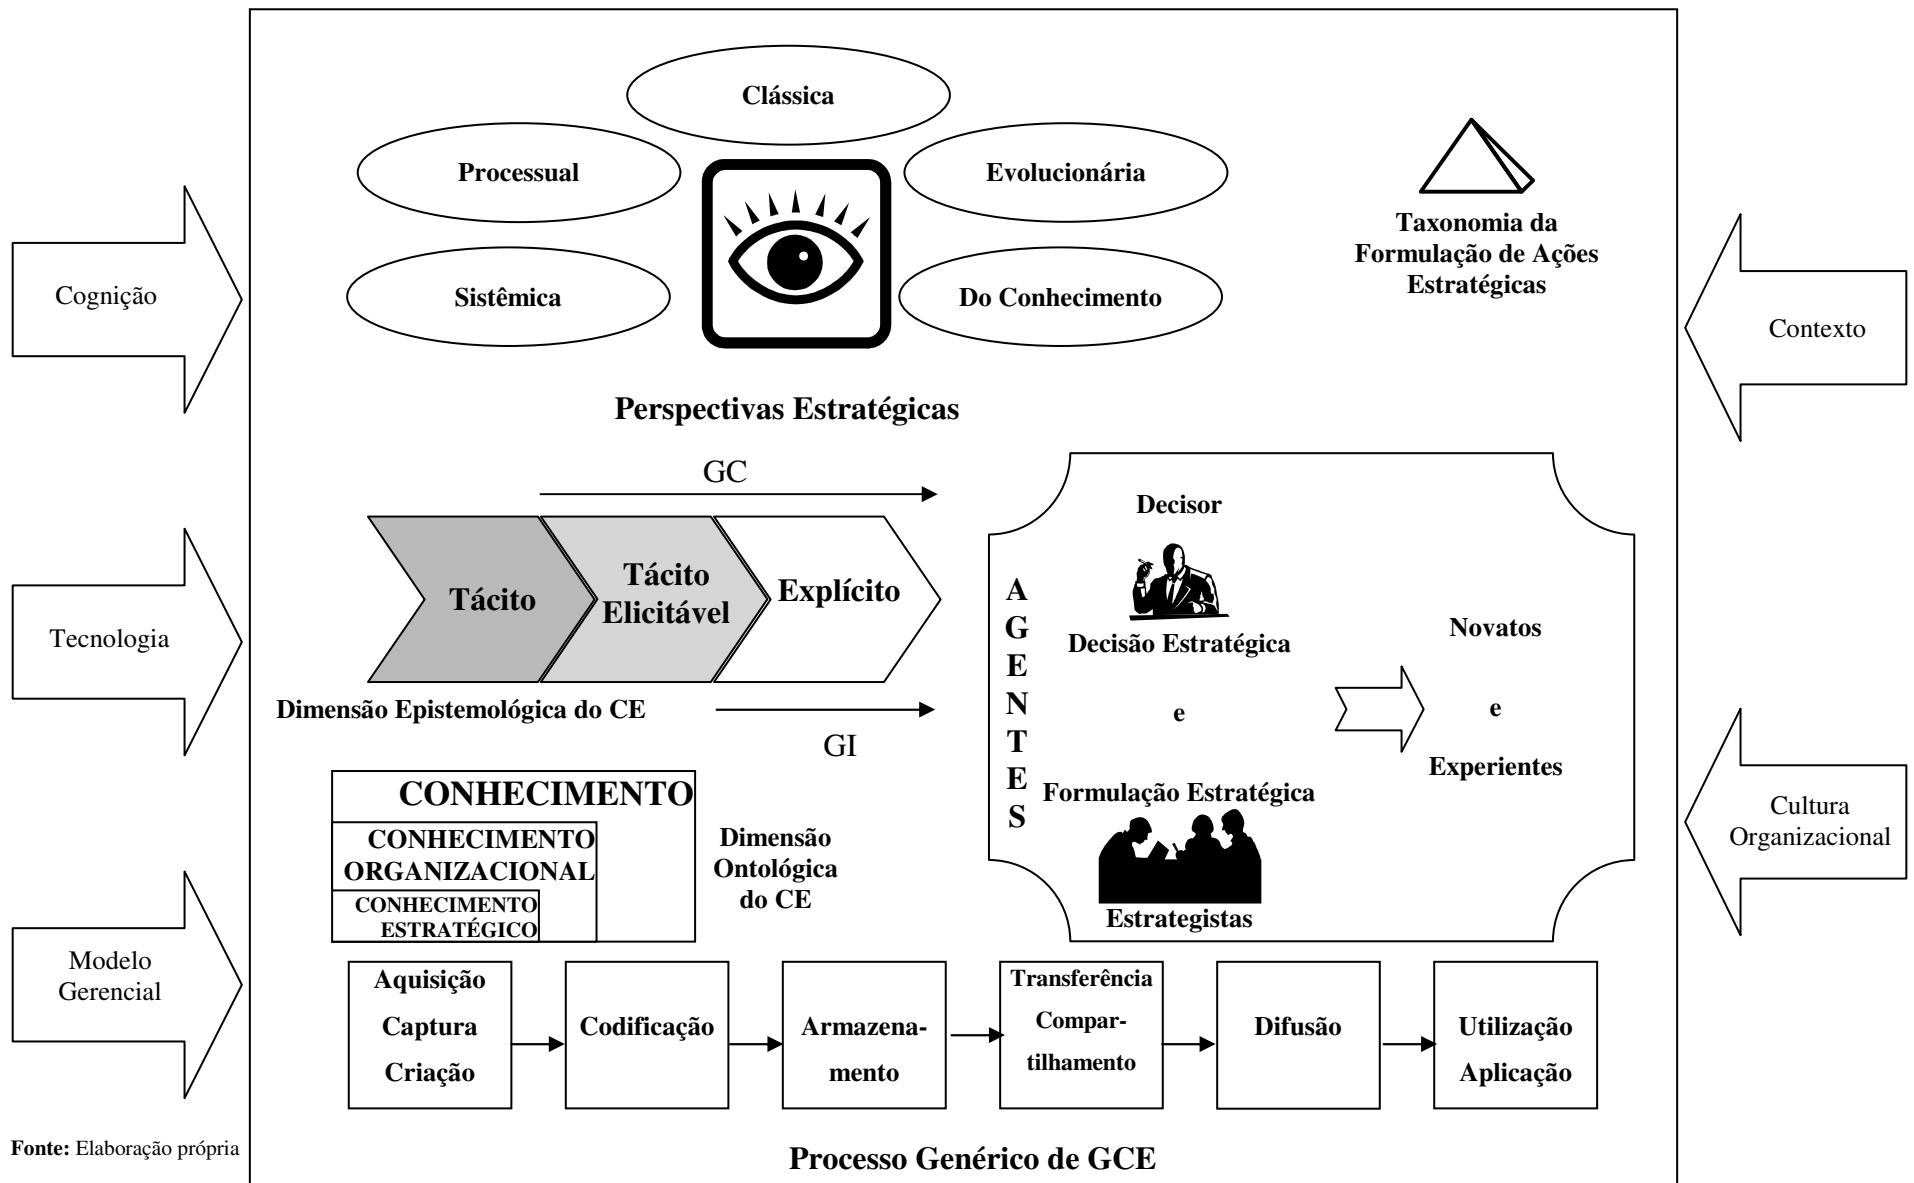 Clássica
Processual
Evolucionária
Sistêmica
Do Conhecimento
Perspectivas Estratégicas
Taxonomia da
Formulação de Ações
Estratégicas
Cognição
Tecnologia
Modelo
Gerencial
Contexto
Cultura
Organizacional
GC
Tácito
Tácito
Elicitável
Explícito
Dimensão Epistemológica do CE
GI
CONHECIMENTO
CONHECIMENTO
ORGANIZACIONAL
CONHECIMENTO
ESTRATÉGICO
Dimensão
Ontológica
do CE
AGENTES
Decisor
Decisão Estratégica
e
Formulação Estratégica
Estrategistas
Novatos
e
Experientes
Aquisição
Captura
Criação
Codificação
Armazena-
mento
Transferência
Compar-
tilhamento
Difusão
Utilização
Aplicação
Processo Genérico de GCE
Fonte: Elaboração própria